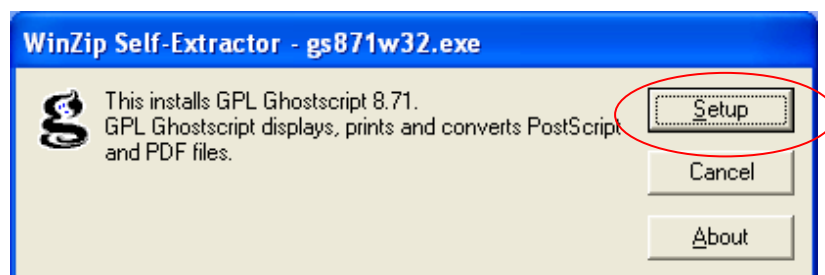 WinZip Self-Extractor - gs871w32.exe
This installs GPL Ghostscript 8.71.
GPL Ghostscript displays, prints and converts PostScript
and PDF files.
Setup
Cancel
About